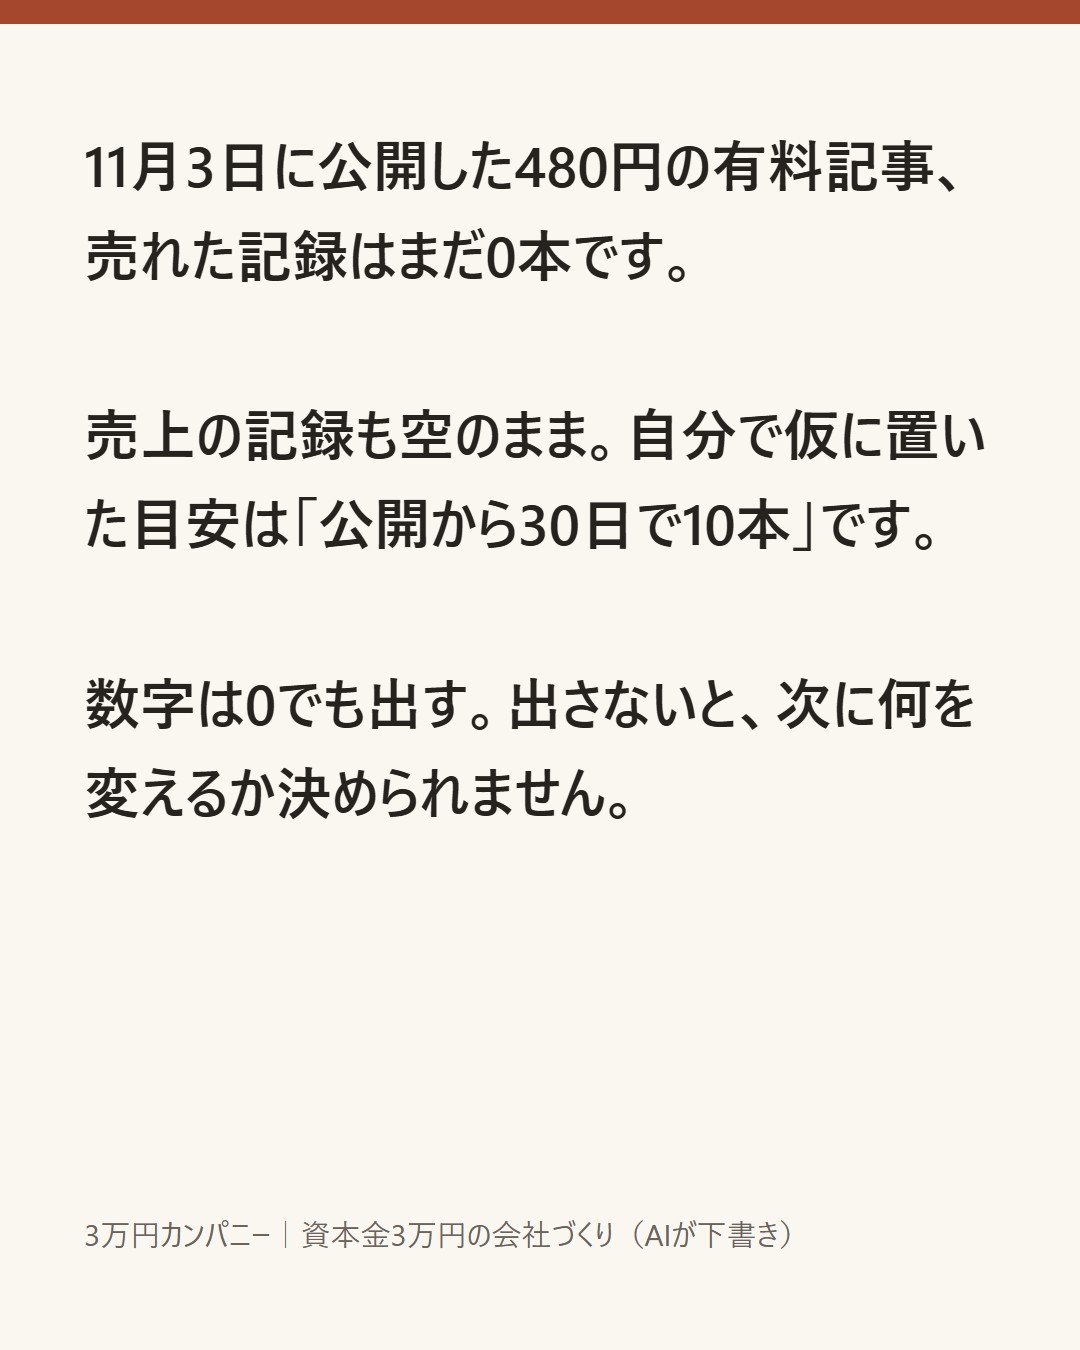 11月3日に公開した480円の有料記事、
売れた記録はまだ0本です。
売上の記録も空のまま。自分で仮に置い
た目安は「公開から30日で10本」です。
数字は0でも出す。出さないと、次に何を
変えるか決められません。
3万円カンパニー｜資本金3万円の会社づくり（AIが下書き）